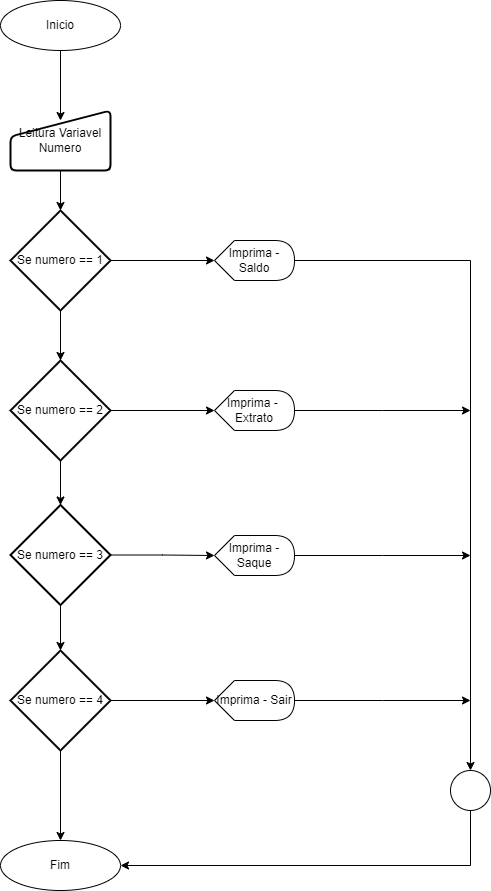 Inicio
Leitura Variavel
Numero
Se numero == 1
Imprima -
Saldo
Se numero == 2
Imprima -
Extrato
Se numero == 3
Imprima -
Saque
Se numero == 4
Imprima - Sair
Fim